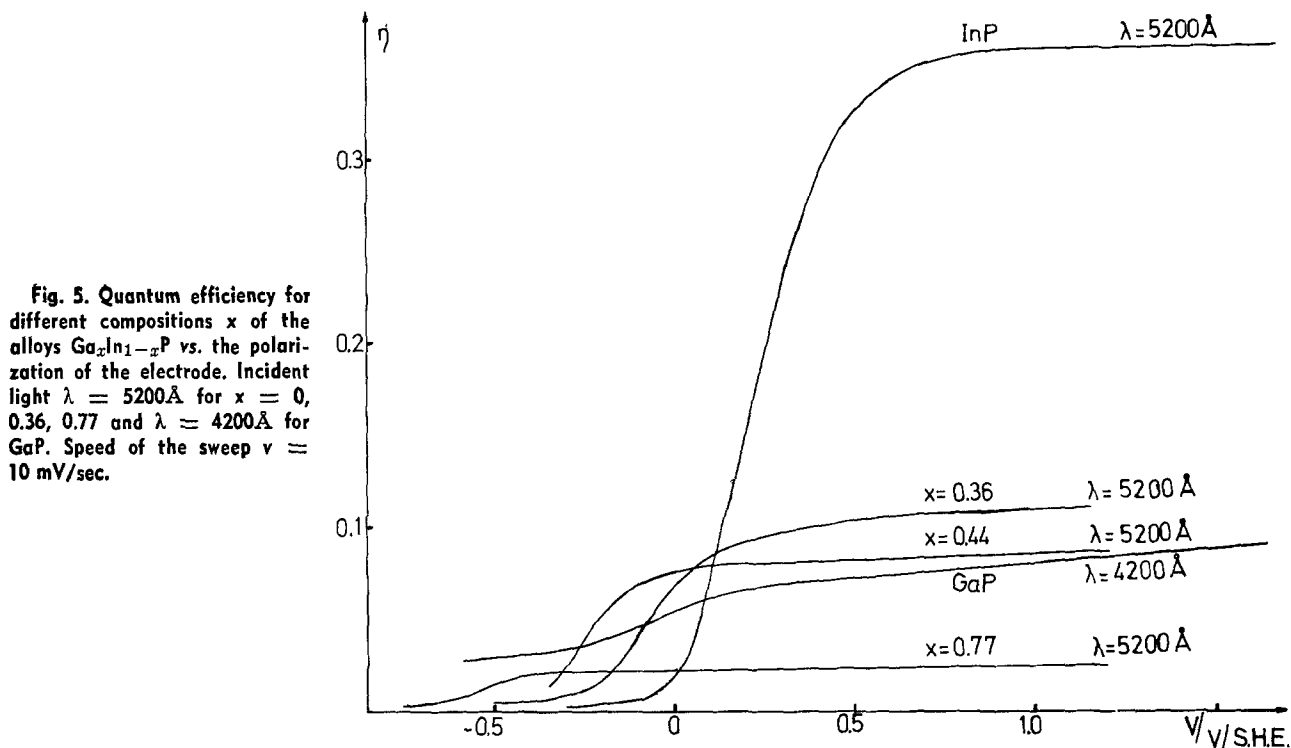 Fig. 5. Quantum efficiency for
different compositions x of the
alloys GaxIn1−xP vs. the polari-
zation of the electrode. Incident
light λ = 5200Å for x = 0,
0.36, 0.77 and λ = 4200Å for
GaP. Speed of the sweep v =
10 mV/sec.
η
InP λ=5200Å
0.3
0.2
0.1
x=0.36 λ=5200Å
x=0.44 λ=5200Å
GaP λ=4200Å
x=0.77 λ=5200Å
-0.5 0 0.5 1.0 V/V/S.H.E.